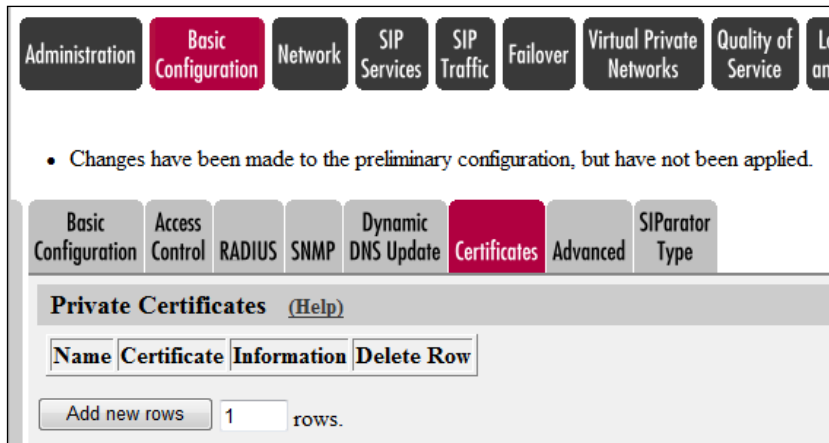 Administration
Basic
Configuration
Network
SIP
Services
SIP
Traffic
Failover
Virtual Private
Networks
Quality of
Service
• Changes have been made to the preliminary configuration, but have not been applied.
Basic
Configuration
Access
Control
RADIUS
SNMP
Dynamic
DNS Update
Certificates
Advanced
SIParator
Type
Private Certificates (Help)
Name Certificate Information Delete Row
Add new rows 1 rows.